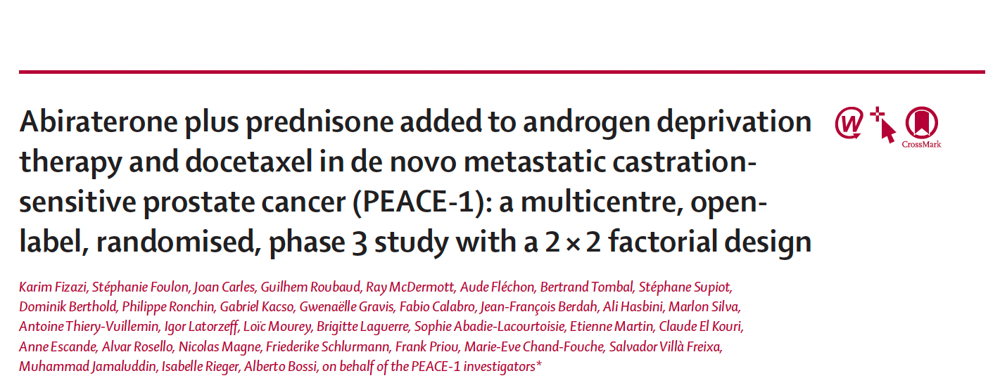 Abiraterone plus prednisone added to androgen deprivation
therapy and docetaxel in de novo metastatic castration-
sensitive prostate cancer (PEACE-1): a multicentre, open-
label, randomised, phase 3 study with a 2 × 2 factorial design
W
CrossMark
Karim Fizazi, Stéphanie Foulon, Joan Carles, Guilhem Roubaud, Ray McDermott, Aude Fléchon, Bertrand Tombal, Stéphane Supiot,
Dominik Berthold, Philippe Ronchin, Gabriel Kacso, Gwenaëlle Gravis, Fabio Calabro, Jean-François Berdah, Ali Hasbini, Marlon Silva,
Antoine Thiery-Vuillemin, Igor Latorzeff, Loïc Mourey, Brigitte Laguerre, Sophie Abadie-Lacourtoisie, Etienne Martin, Claude El Kouri,
Anne Escande, Alvar Rosello, Nicolas Magne, Friederike Schlurmann, Frank Priou, Marie-Eve Chand-Fouche, Salvador Villà Freixa,
Muhammad Jamaluddin, Isabelle Rieger, Alberto Bossi, on behalf of the PEACE-1 investigators*